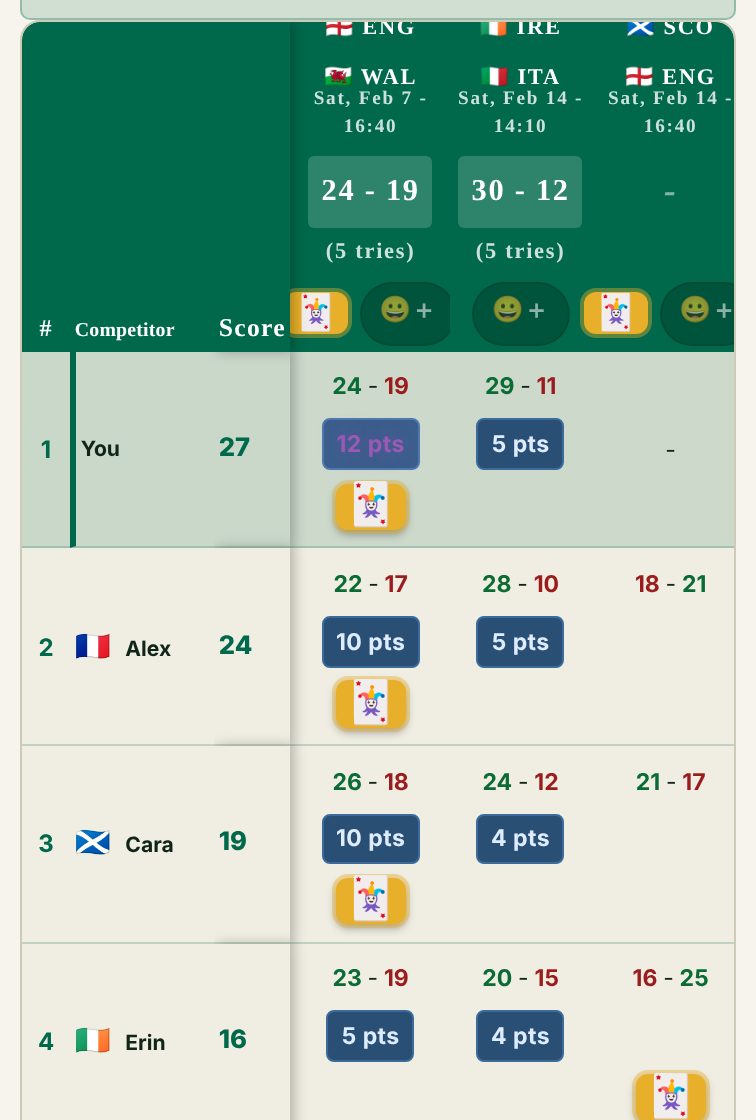 ENG IRE SCO
WAL ITA ENG
Sat, Feb 7 - Sat, Feb 14 - Sat, Feb 14 -
16:40 14:10 16:40
24 - 19 30 - 12 -
(5 tries) (5 tries)
+ + +
# Competitor Score
24 - 19 29 - 11
1 You 27 12 pts 5 pts -
22 - 17 28 - 10 18 - 21
2 Alex 24 10 pts 5 pts
26 - 18 24 - 12 21 - 17
3 Cara 19 10 pts 4 pts
23 - 19 20 - 15 16 - 25
4 Erin 16 5 pts 4 pts